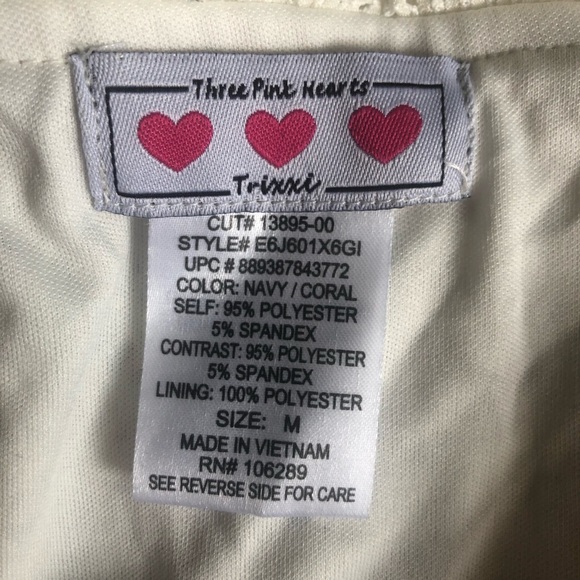 Three Pink Hearts
Trixxi
CUT# 13895-00
STYLE# E6J601X6GI
UPC # 889387843772
COLOR: NAVY / CORAL
SELF: 95% POLYESTER
5% SPANDEX
CONTRAST: 95% POLYESTER
5% SPANDEX
LINING: 100% POLYESTER
SIZE: M
MADE IN VIETNAM
RN# 106289
SEE REVERSE SIDE FOR CARE